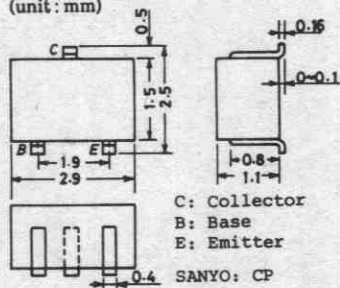 (unit: mm)
0.5
0.16
C
1.5
2.5
0~0.1
B
E
1.9
2.9
0.8
1.1
C: Collector
B: Base
E: Emitter
0.4
SANYO: CP